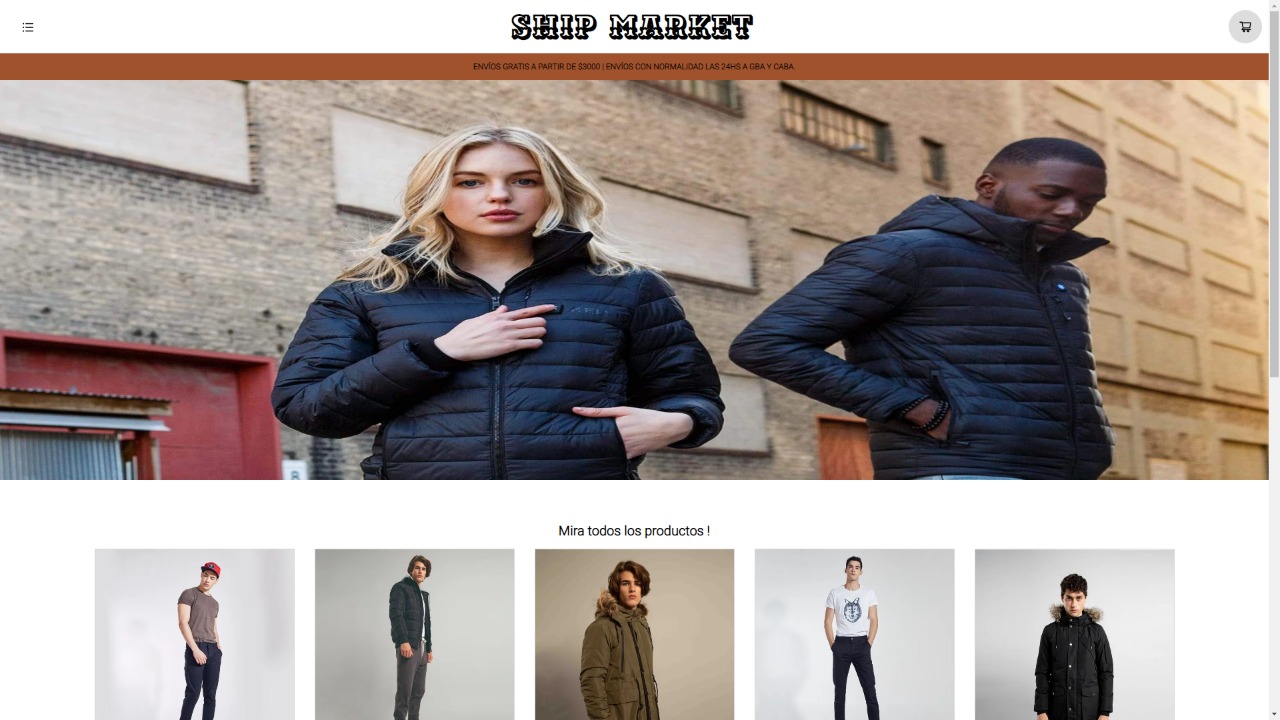 SHIP MARKET
ENVÍOS GRATIS A PARTIR DE $3000 | ENVÍOS CON NORMALIDAD LAS 24HS A GBA Y CABA.
Mira todos los productos !